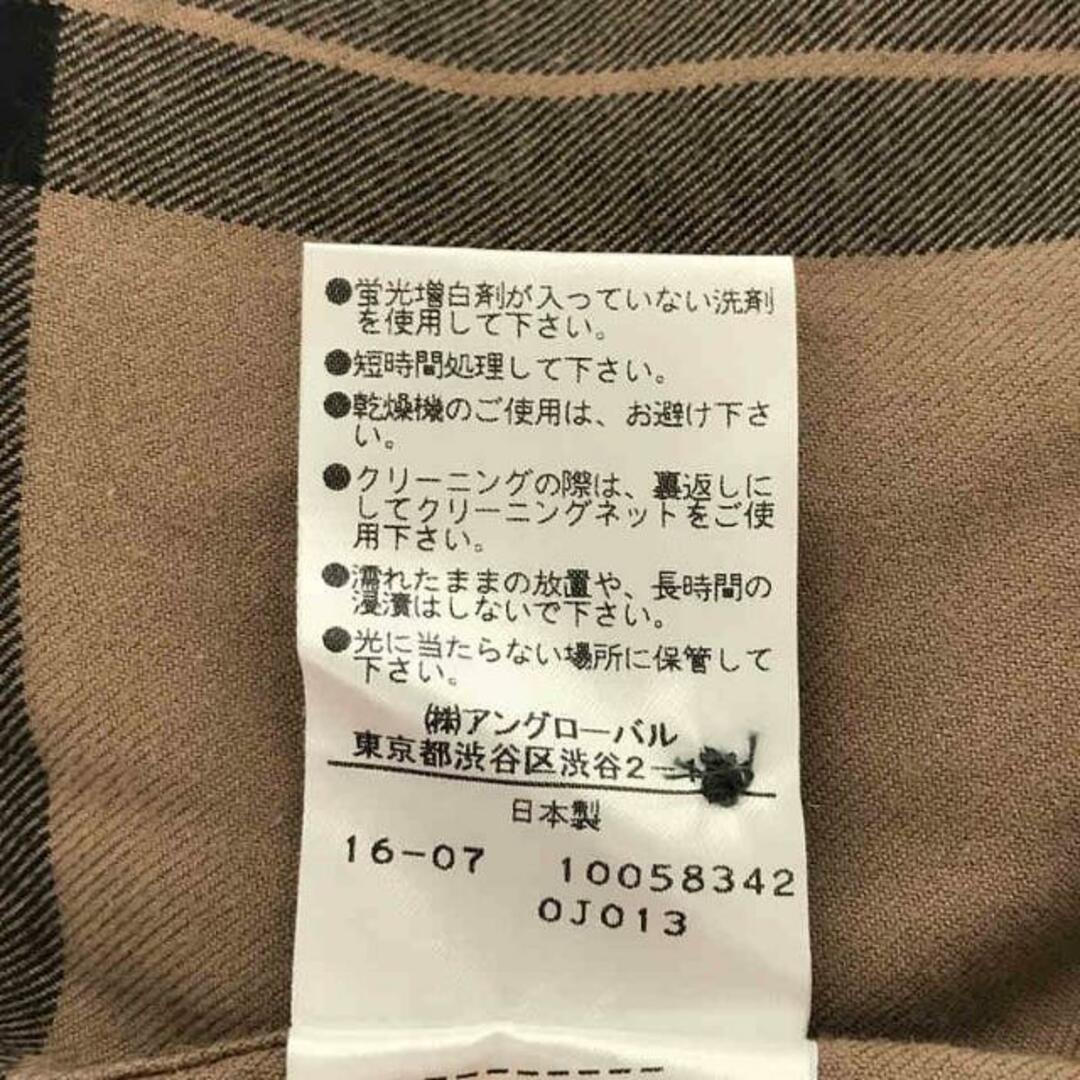 ●蛍光増白剤が入っていない洗剤
を使用して下さい。
●短時間処理して下さい。
●乾燥機のご使用は、お避け下さ
い。
●クリーニングの際は、裏返しに
してクリーニングネットをご使
用下さい。
●濡れたままの放置や、長時間の
浸漬はしないで下さい。
●光に当たらない場所に保管して
下さい。
㈱アングローバル
東京都渋谷区渋谷2-
日本製
16-07 10058342
0J013